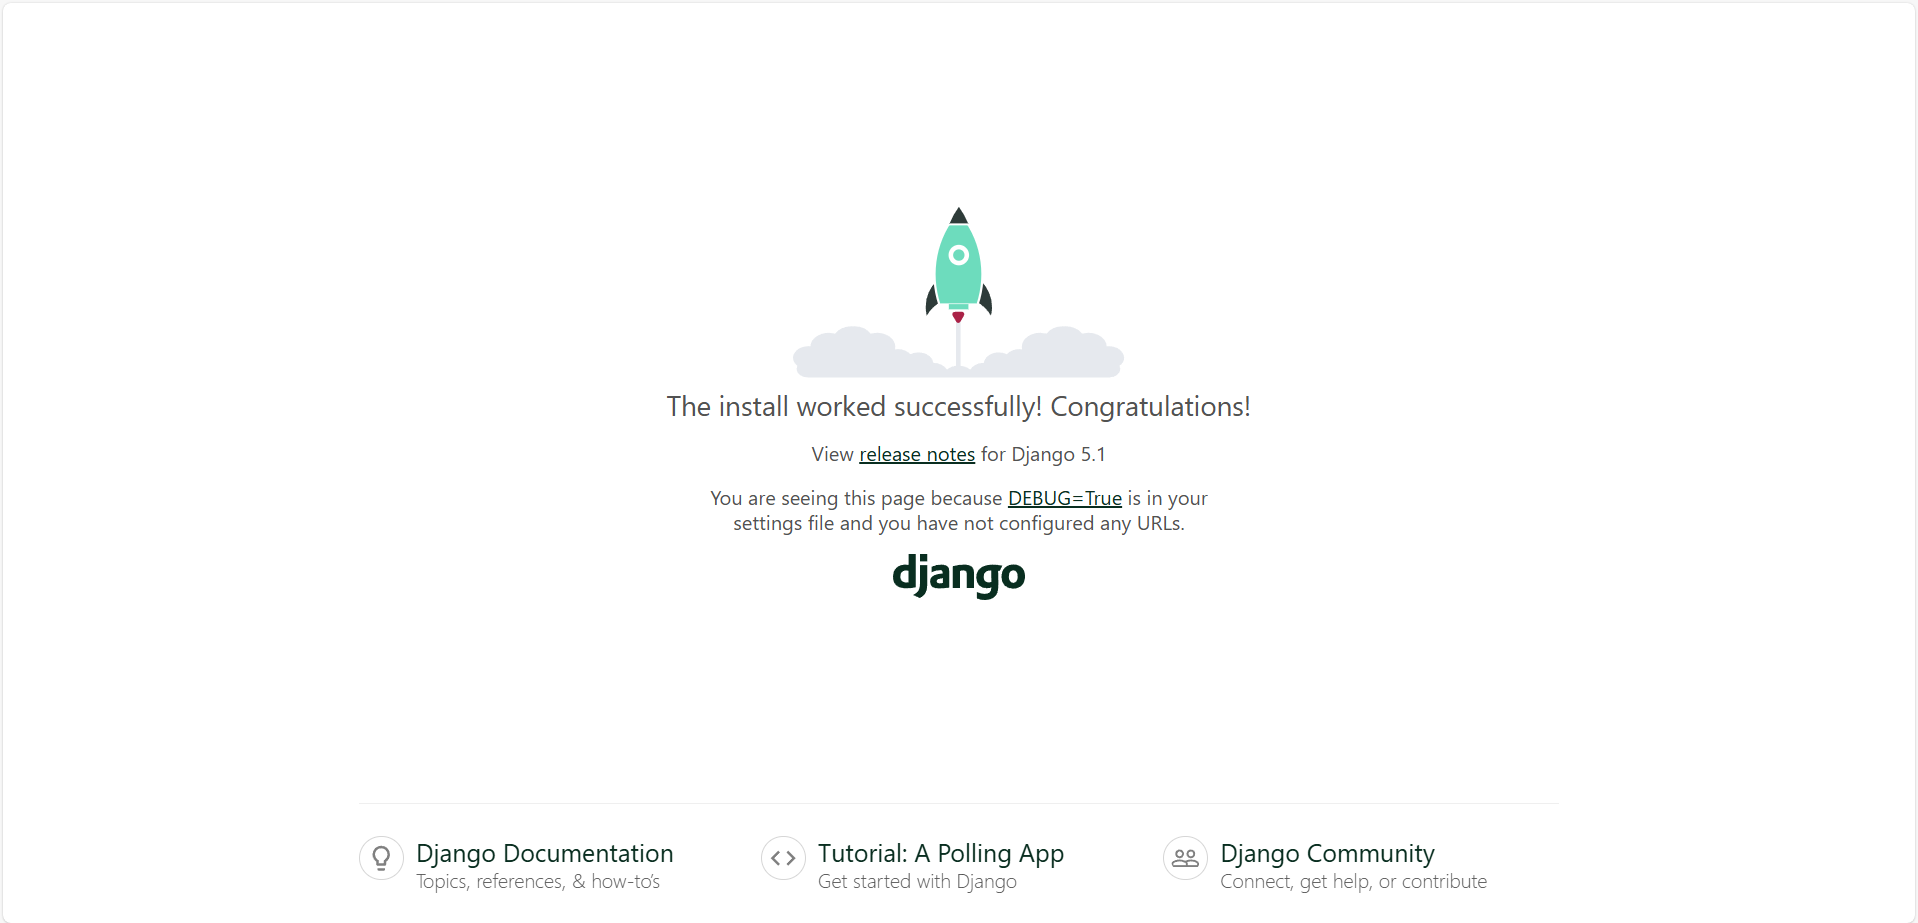 The install worked successfully! Congratulations!
View release notes for Django 5.1
You are seeing this page because DEBUG=True is in your
settings file and you have not configured any URLs.
django
Django Documentation
Topics, references, & how-to’s
Tutorial: A Polling App
Get started with Django
Django Community
Connect, get help, or contribute